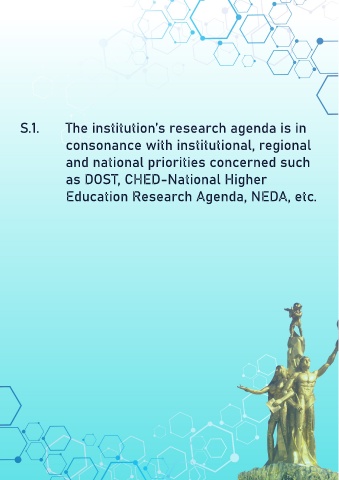 S.1. The institution's research agenda is in
consonance with institutional, regional
and national priorities concerned such
as DOST, CHED-National Higher
Education Research Agenda, NEDA, etc.